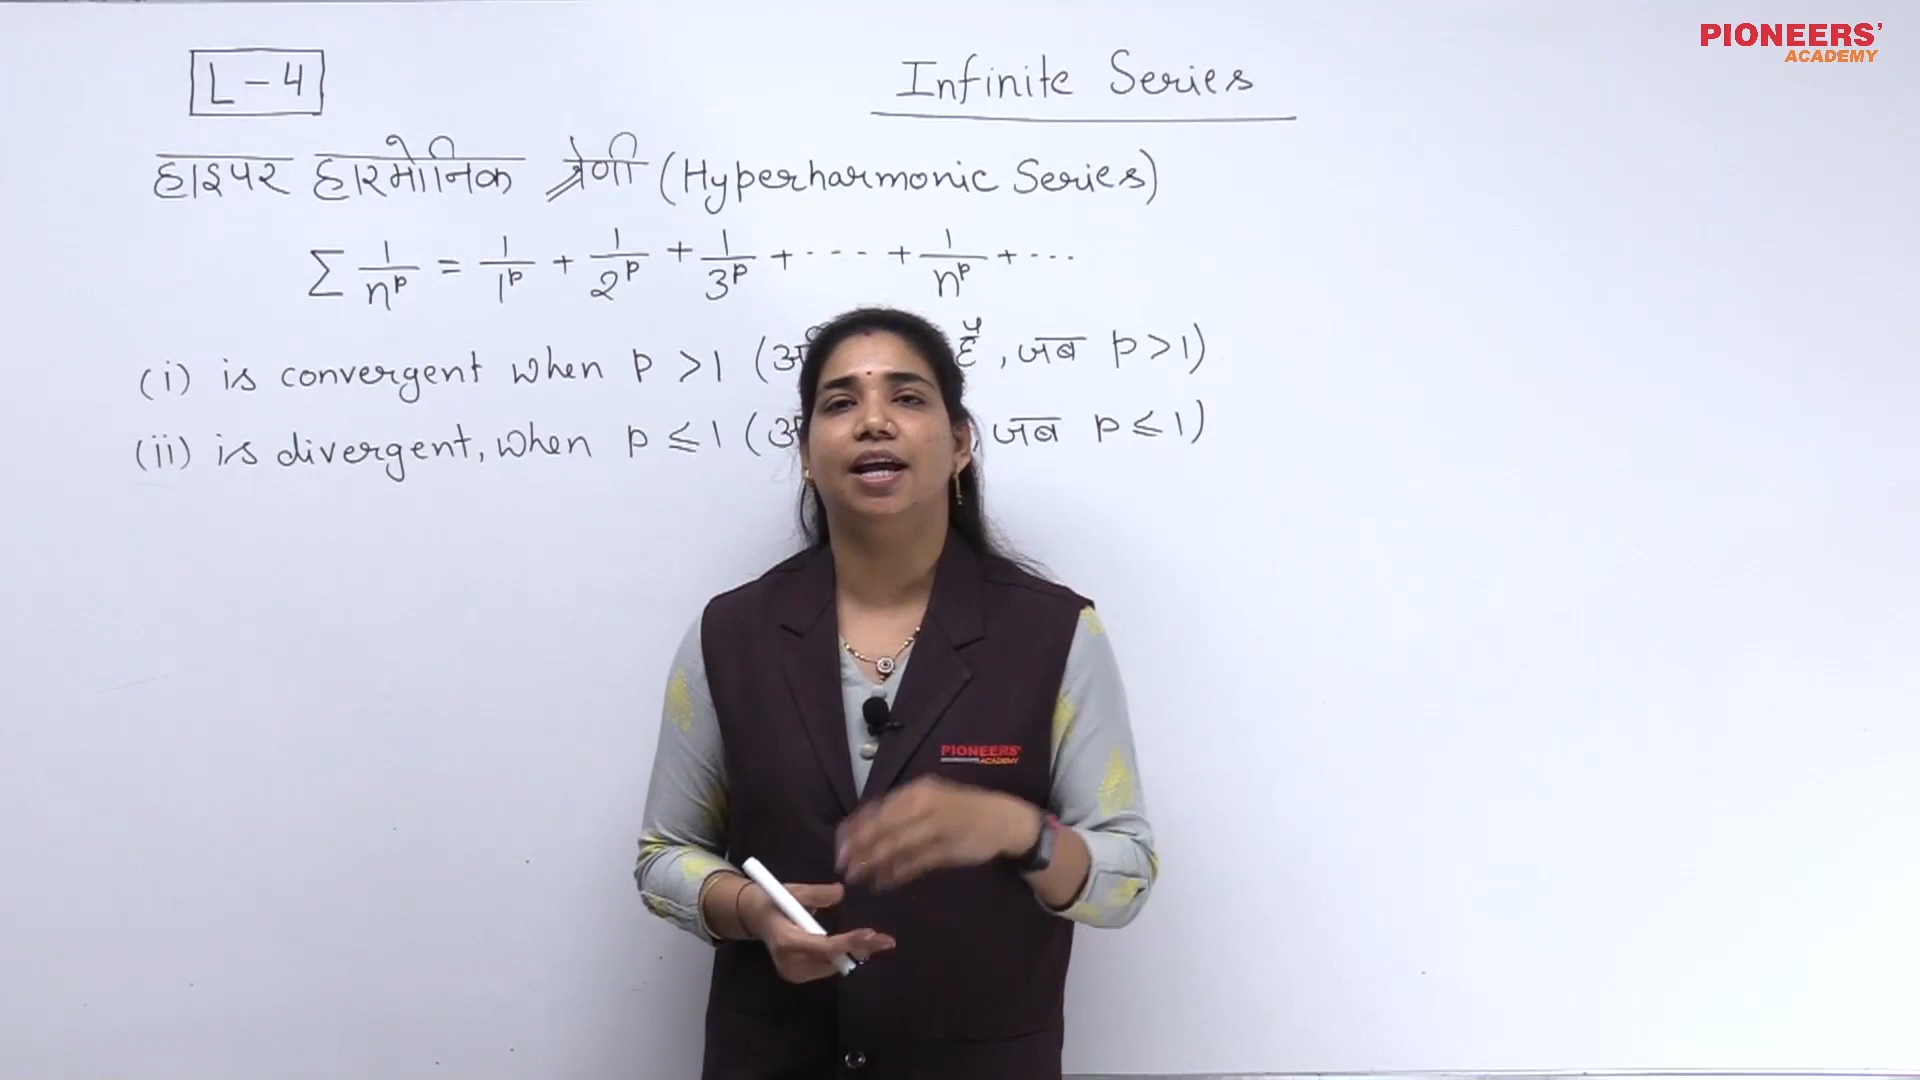 PIONEERS'
ACADEMY
L-4
Infinite Series
हाइपर हारमोनिक श्रेणी (Hyperharmonic Series)
∑ 1/n^p = 1/1^p + 1/2^p + 1/3^p + ---- + 1/n^p + ...
(i) is convergent when p > 1 ( है, जब p > 1)
(ii) is divergent, when p ≤ 1 ( , जब p ≤ 1)
PIONEERS'
ACADEMY